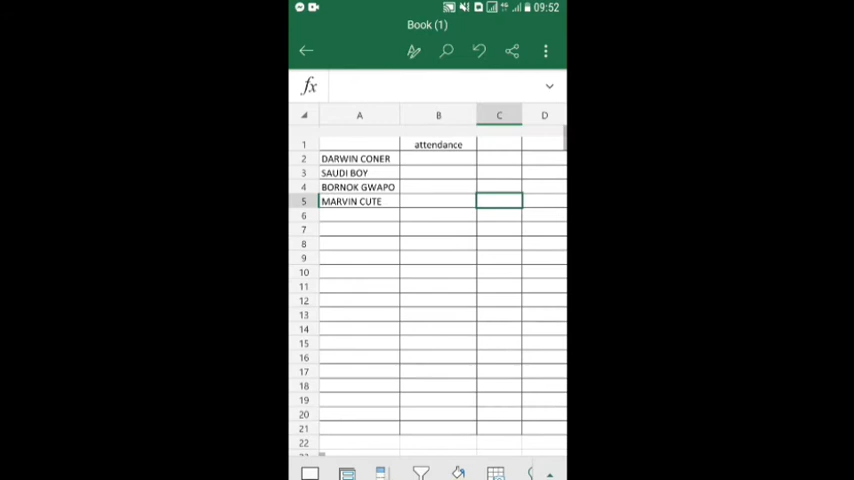 09:52
Book (1)
fx
A B C D
1 attendance
2 DARWIN CONER
3 SAUDI BOY
4 BORNOK GWAPO
5 MARVIN CUTE
6
7
8
9
10
11
12
13
14
15
16
17
18
19
20
21
22